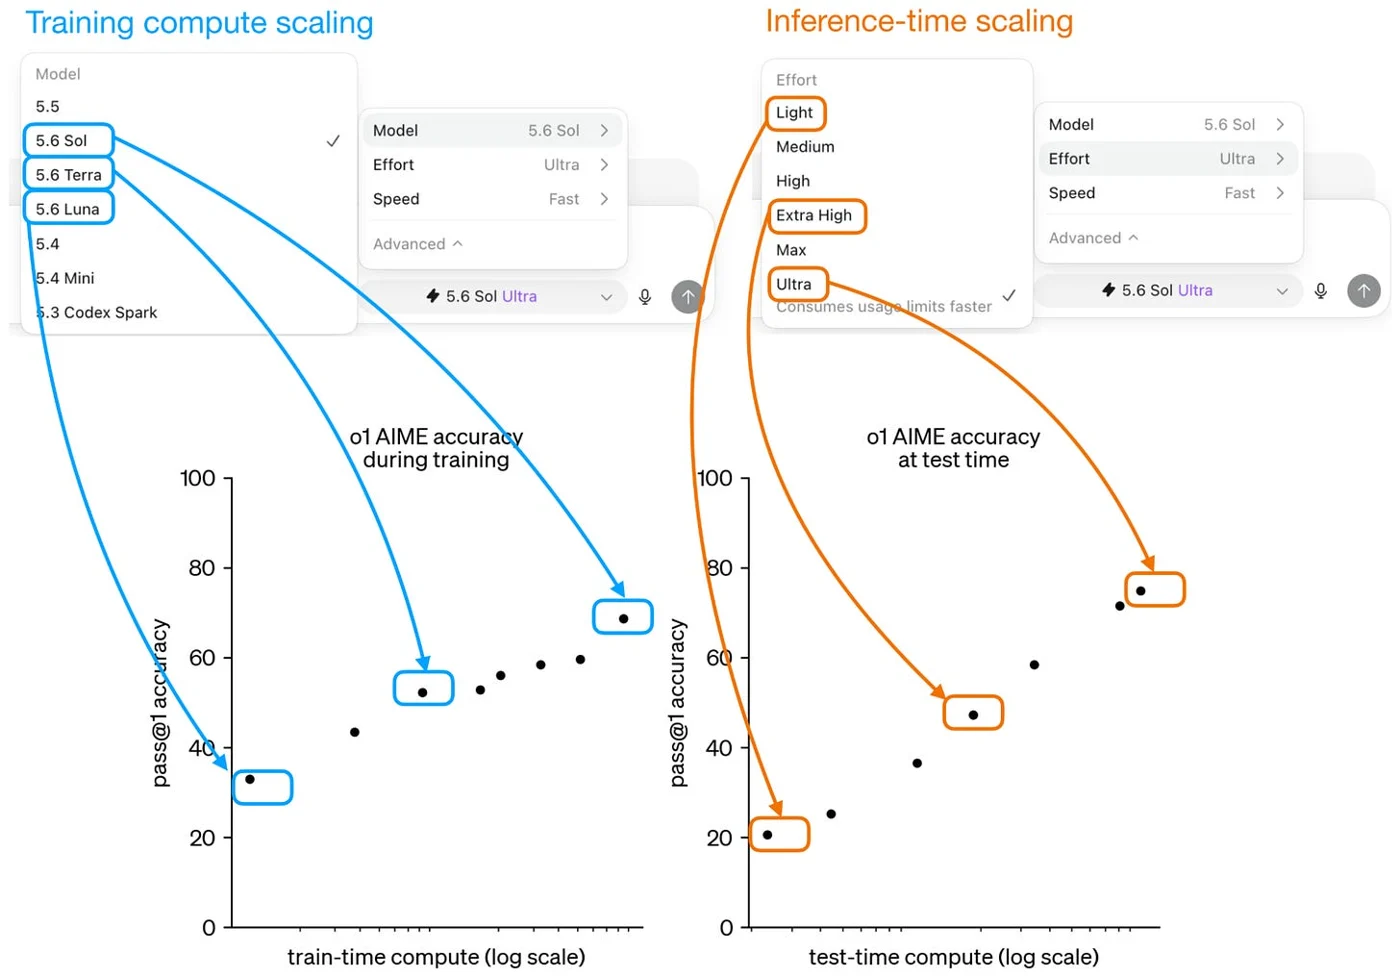 Training compute scaling
Model
5.5
5.6 Sol
5.6 Terra
5.6 Luna
5.4
5.4 Mini
5.3 Codex Spark
Model 5.6 Sol
Effort Ultra
Speed Fast
Advanced
5.6 Sol Ultra
Inference-time scaling
Effort
Light
Medium
High
Extra High
Max
Ultra
Consumes usage limits faster
Model 5.6 Sol
Effort Ultra
Speed Fast
Advanced
5.6 Sol Ultra
o1 AIME accuracy
during training
100
80
60
40
20
0
pass@1 accuracy
train-time compute (log scale)
o1 AIME accuracy
at test time
100
80
60
40
20
0
pass@1 accuracy
test-time compute (log scale)